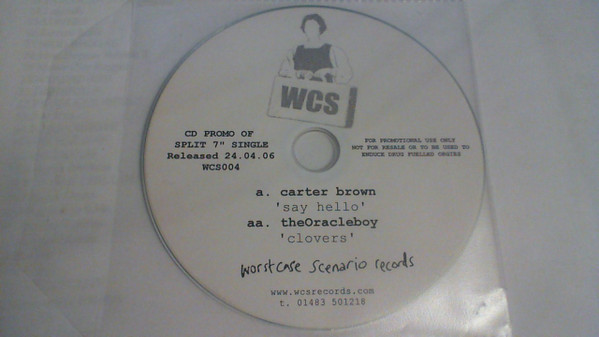 WCS
CD PROMO OF
SPLIT 7" SINGLE
Released 24.04.06
WCS004
FOR PROMOTIONAL USE ONLY
NOT FOR RESALE OR TO BE USED TO
ENDUCE DRUG FUELLED ORGIES
a. carter brown
'say hello'
aa. theOracleboy
'clovers'
worstcase scenario records
www.wcsrecords.com
t. 01483 501218